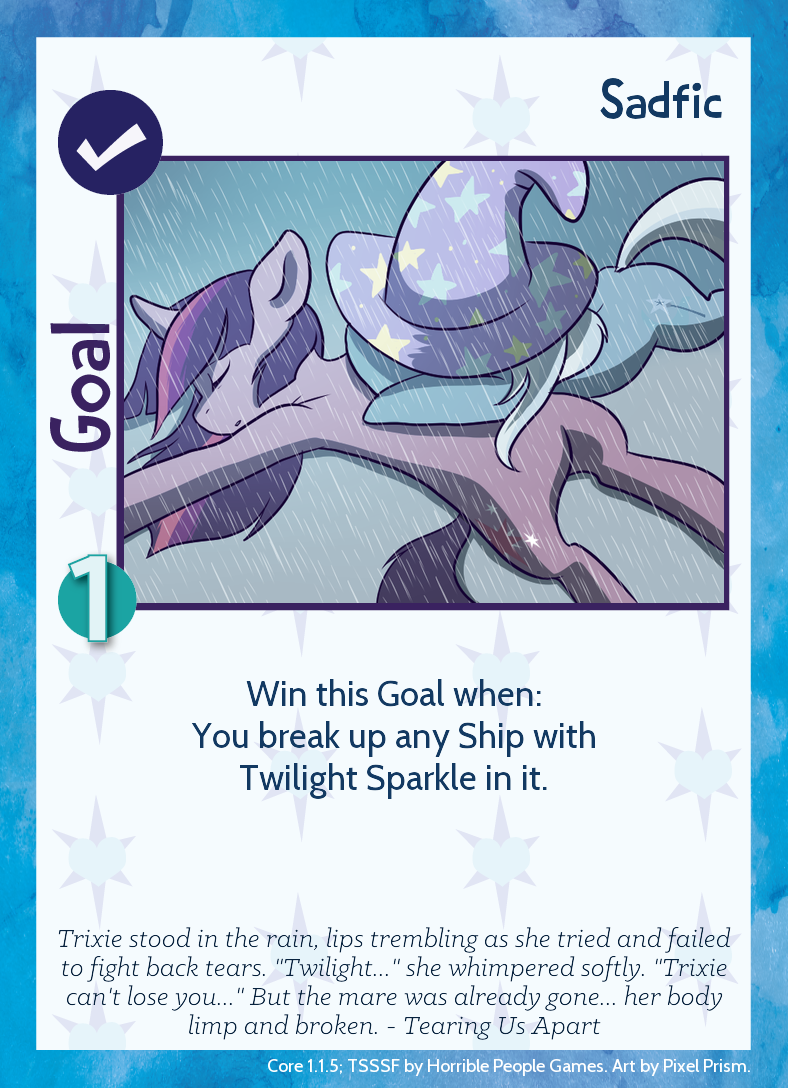 Sadfic
Goal
1
Win this Goal when:
You break up any Ship with
Twilight Sparkle in it.
Trixie stood in the rain, lips trembling as she tried and failed
to fight back tears. "Twilight..." she whimpered softly. "Trixie
can't lose you..." But the mare was already gone... her body
limp and broken. - Tearing Us Apart
Core 1.1.5; TSSSF by Horrible People Games. Art by Pixel Prism.